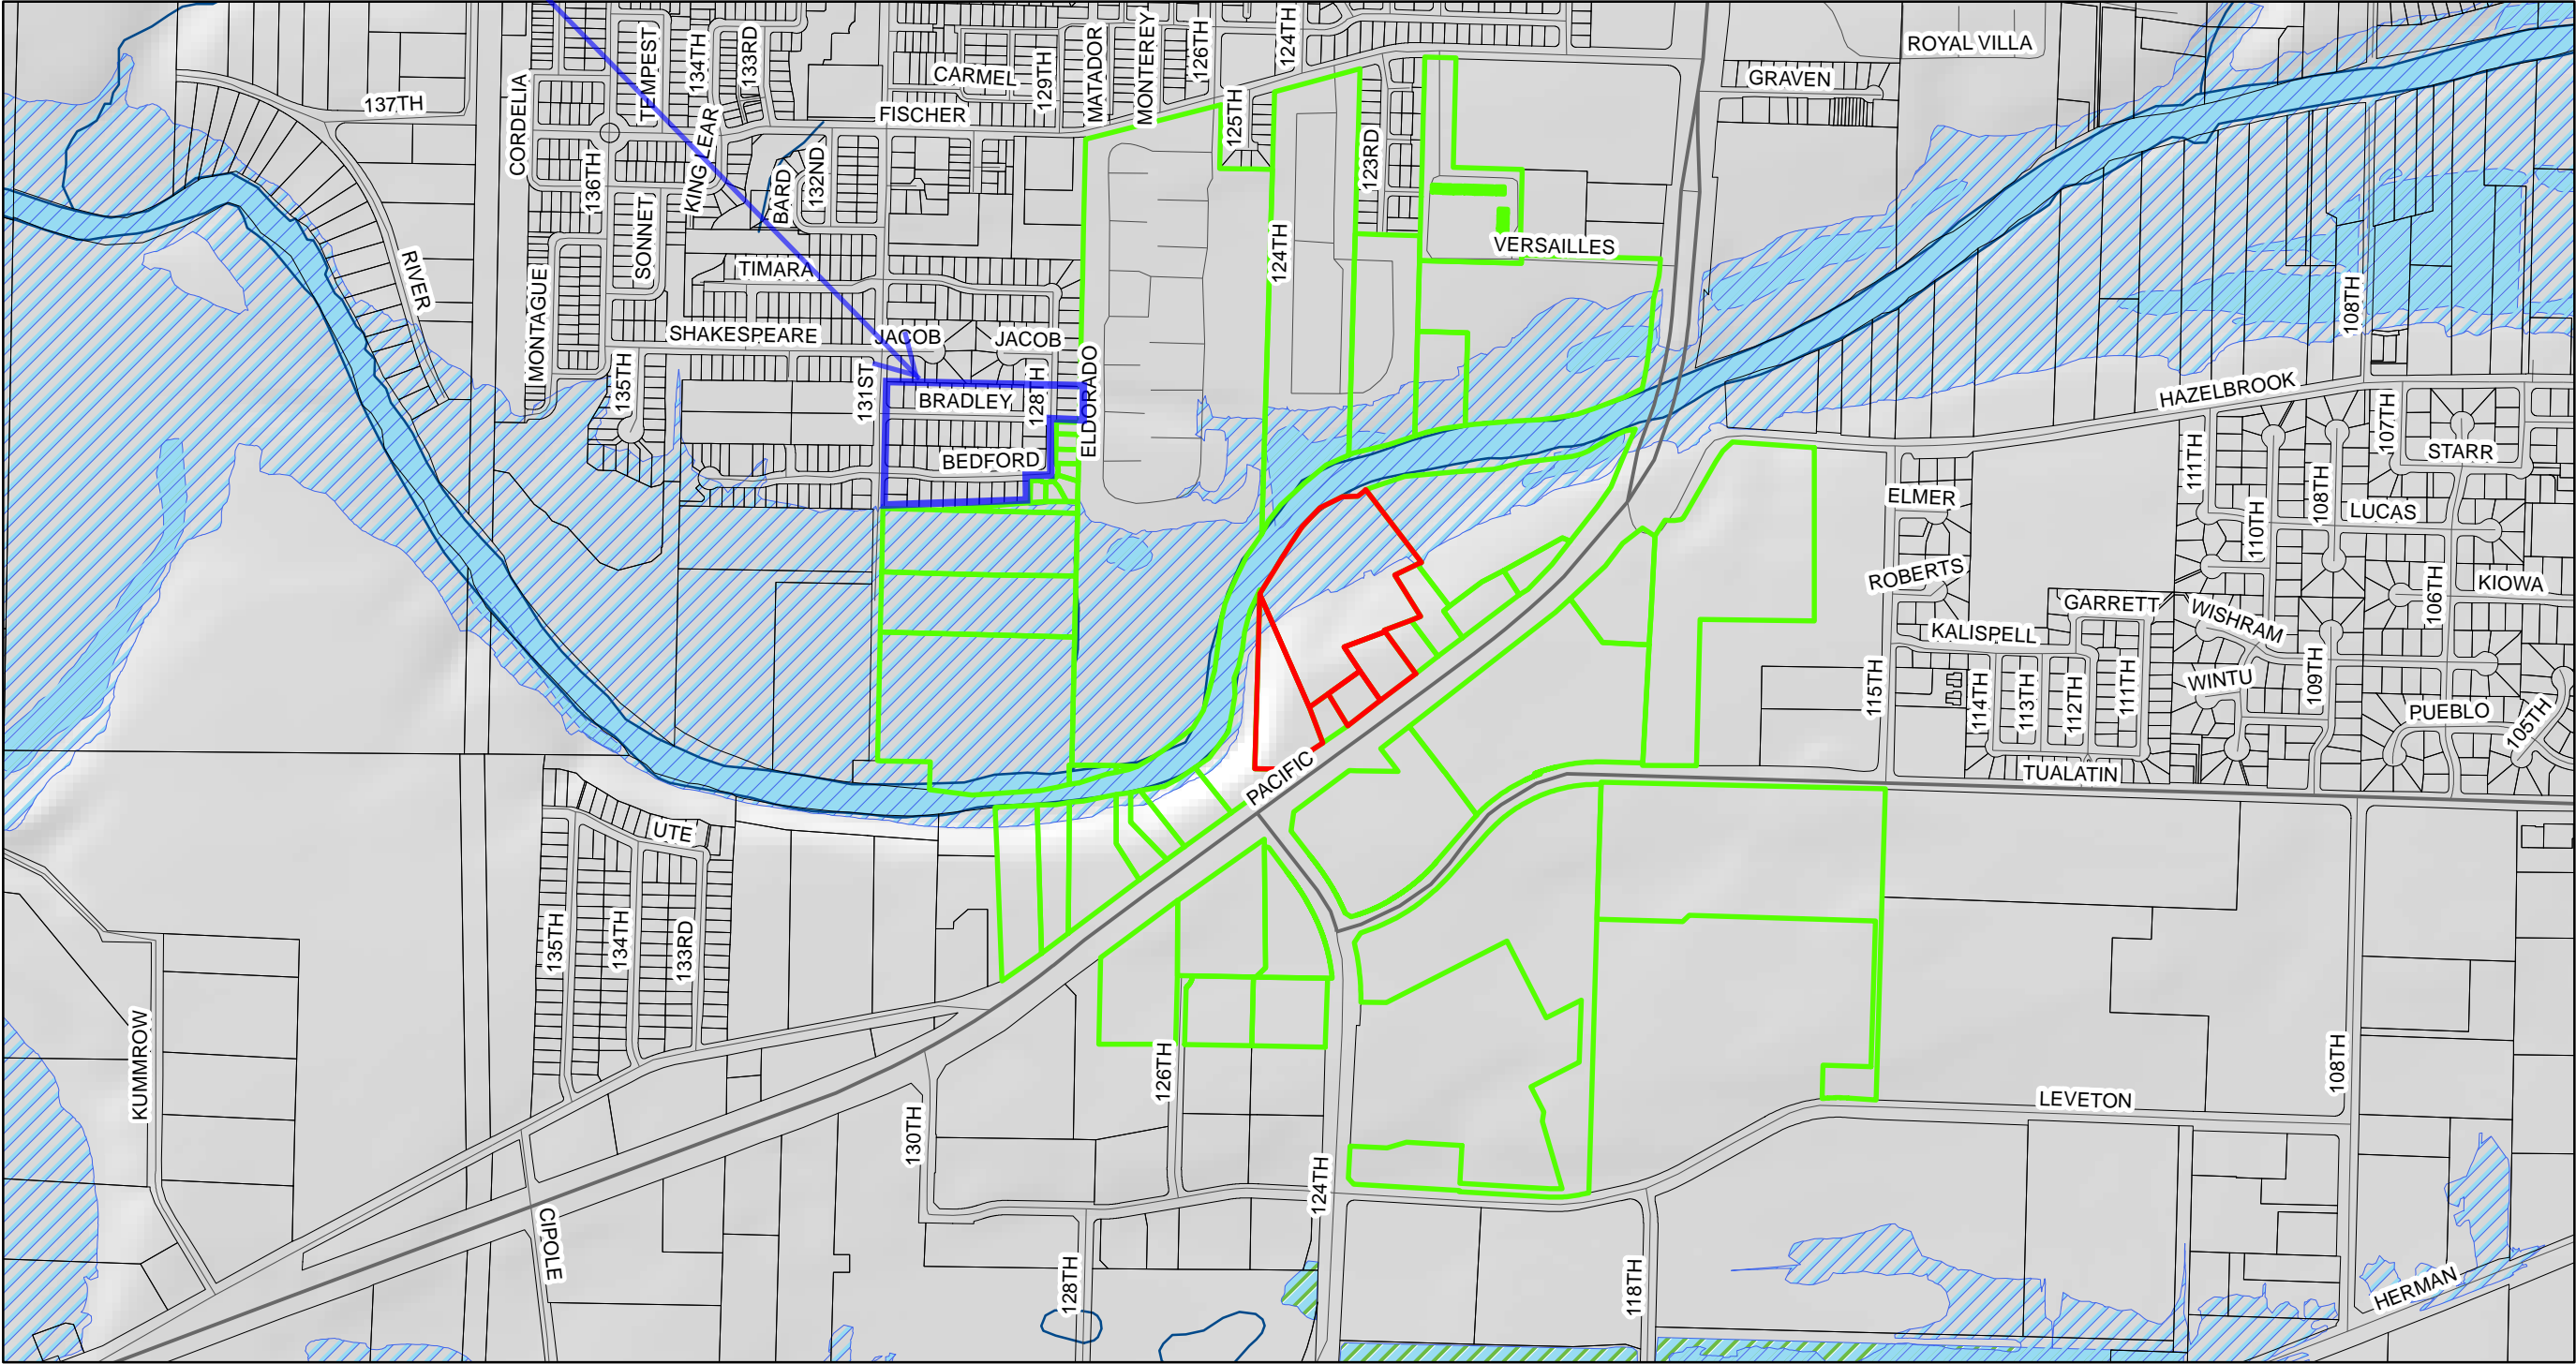 ROYAL VILLA
124TH
126TH
MONTEREY
MATADOR
133RD
134TH
TEMPEST
CARMEL
129TH
GRAVEN
137TH
CORDELIA
FISCHER
125TH
KING LEAR
136TH
BARD
132ND
123RD
SONNET
VERSAILLES
124TH
RIVER
TIMARA
MONTAGUE
108TH
SHAKESPEARE
JACOB
JACOB
ELDORADO
135TH
131ST
BRADLEY
128TH
HAZELBROOK
107TH
BEDFORD
111TH
STARR
108TH
ELMER
LUCAS
110TH
ROBERTS
106TH
KIOWA
GARRETT
WISHRAM
KALISPELL
109TH
WINTU
115TH
114TH
113TH
112TH
111TH
PUEBLO
105TH
PACIFIC
TUALATIN
UTE
135TH
134TH
133RD
KUMMROW
126TH
108TH
LEVETON
130TH
124TH
CIPOLE
128TH
118TH
HERMAN